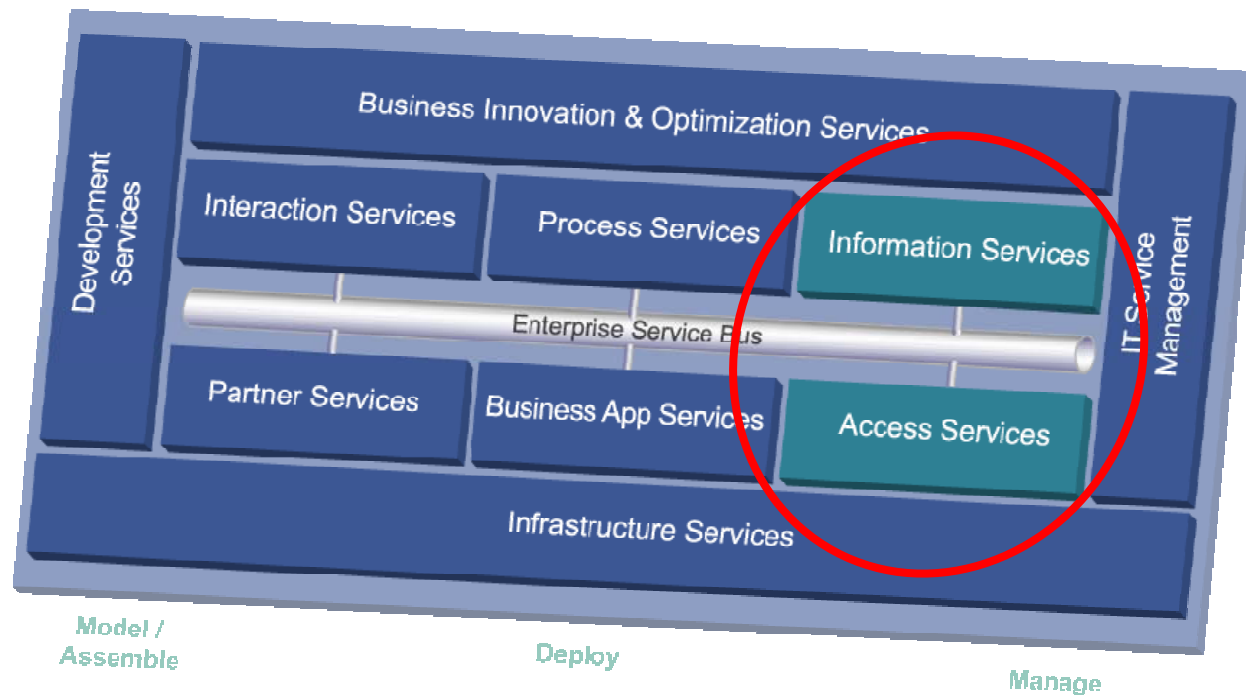 Business Innovation & Optimization Services
Development
Services
Interaction Services
Process Services
Information Services
IT Service
Management
Enterprise Service Bus
Partner Services
Business App Services
Access Services
Infrastructure Services
Model /
Assemble
Deploy
Manage